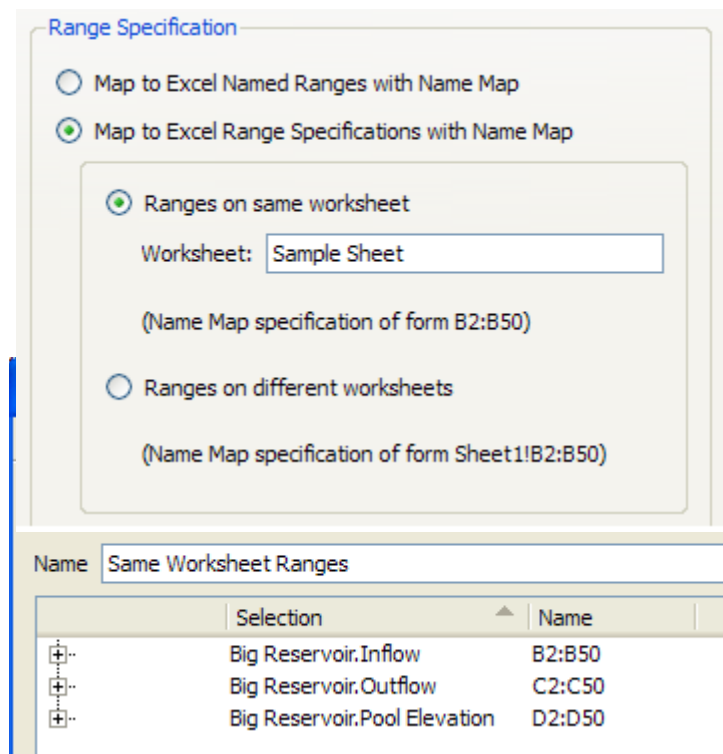 Range Specification
Map to Excel Named Ranges with Name Map
Map to Excel Range Specifications with Name Map
Ranges on same worksheet
Worksheet: Sample Sheet
(Name Map specification of form B2:B50)
Ranges on different worksheets
(Name Map specification of form Sheet1!B2:B50)
Name Same Worksheet Ranges
Selection Name
Big Reservoir.Inflow B2:B50
Big Reservoir.Outflow C2:C50
Big Reservoir.Pool Elevation D2:D50